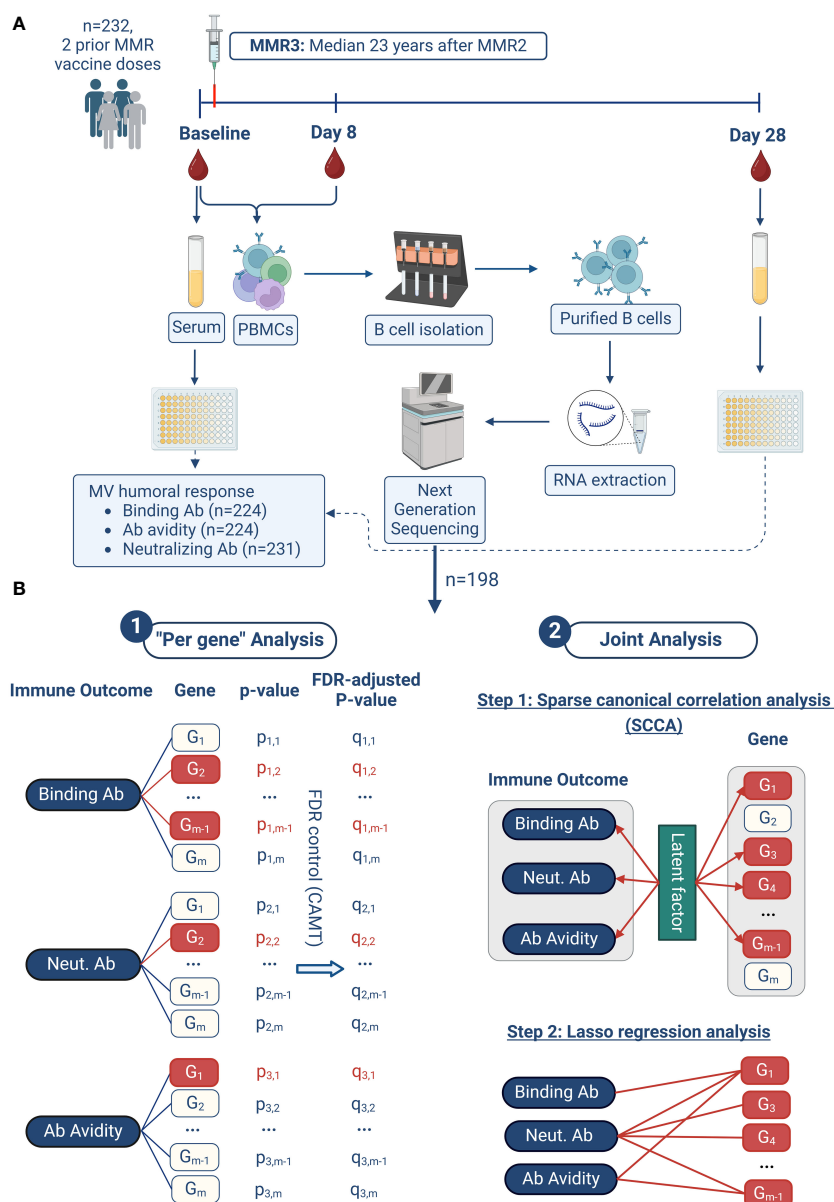 A
n=232,
2 prior MMR
vaccine doses
MMR3: Median 23 years after MMR2
Baseline
Day 8
Day 28
Serum
PBMCs
B cell isolation
Purified B cells
RNA extraction
Next
Generation
Sequencing
MV humoral response
• Binding Ab (n=224)
• Ab avidity (n=224)
• Neutralizing Ab (n=231)
n=198
B
1 "Per gene" Analysis
Immune Outcome Gene p-value FDR-adjusted
P-value
Binding Ab
G1 p1,1 q1,1
G2 p1,2 q1,2
... ... ...
Gm-1 p1,m-1 q1,m-1
Gm p1,m q1,m
Neut. Ab
G1 p2,1 q2,1
G2 p2,2 q2,2
... ... ...
Gm-1 p2,m-1 q2,m-1
Gm p2,m q2,m
Ab Avidity
G1 p3,1 q3,1
G2 p3,2 q3,2
... ... ...
Gm-1 p3,m-1 q3,m-1
Gm p3,m q3,m
FDR control (CAMT)
2 Joint Analysis
Step 1: Sparse canonical correlation analysis
(SCCA)
Immune Outcome
Gene
Binding Ab
Neut. Ab
Ab Avidity
Latent factor
G1
G2
G3
G4
...
Gm-1
Gm
Step 2: Lasso regression analysis
Binding Ab
Neut. Ab
Ab Avidity
G1
G3
G4
...
Gm-1